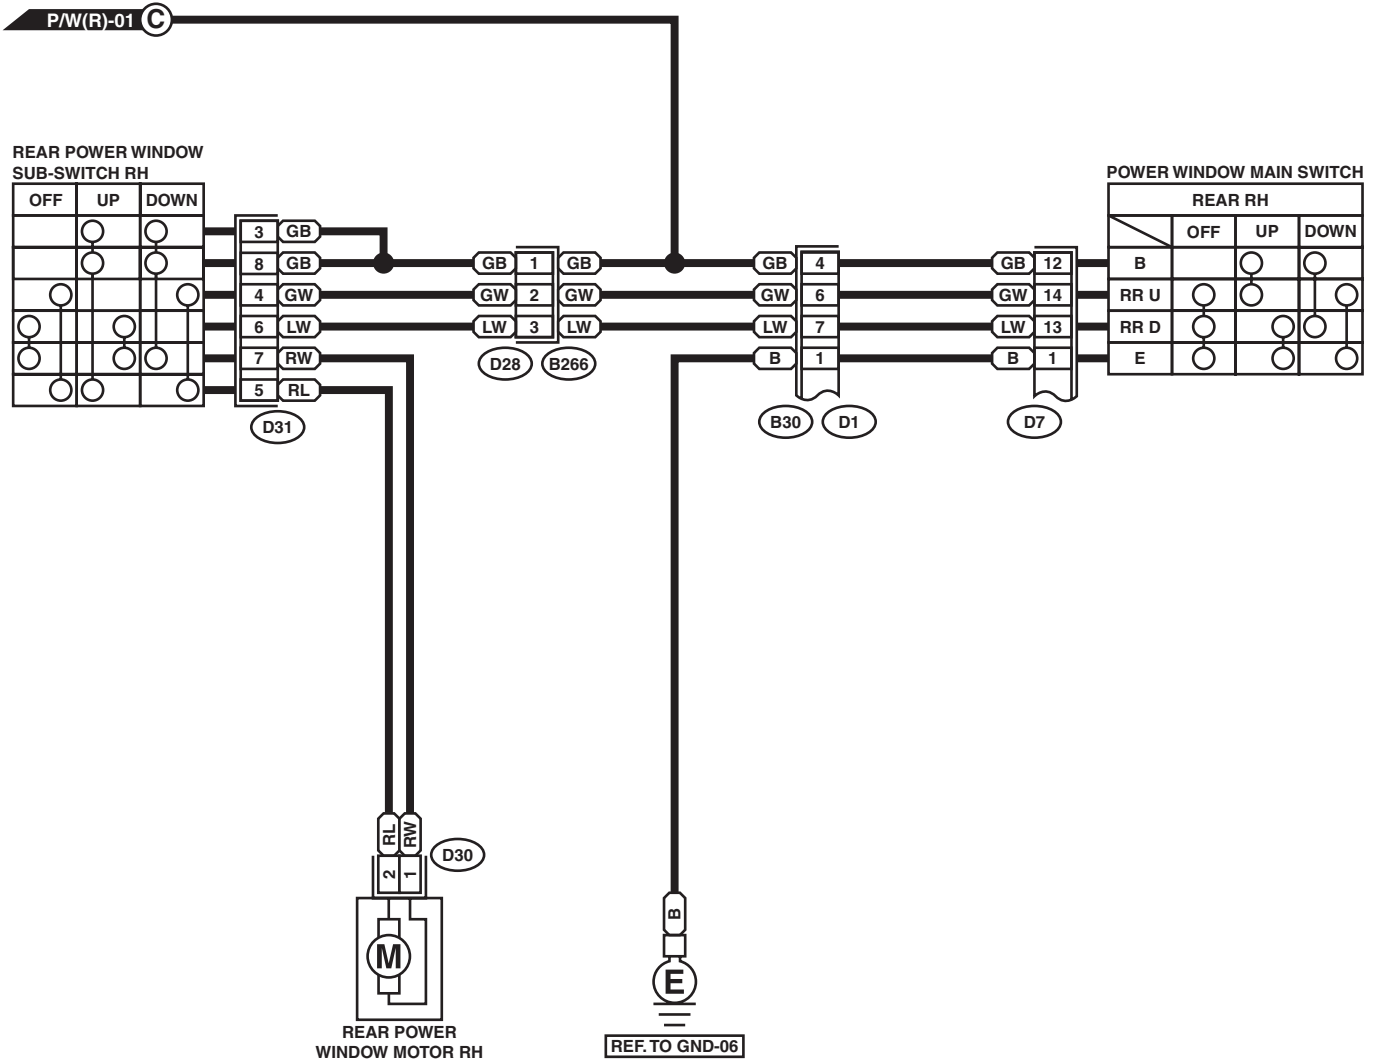 P/W(R)-01 C
REAR POWER WINDOW
SUB-SWITCH RH
OFF UP DOWN
POWER WINDOW MAIN SWITCH
REAR RH
OFF UP DOWN
3 GB
8 GB GB 1 GB GB 4 GB 12 B
4 GW GW 2 GW GW 6 GW 14 RR U
6 LW LW 3 LW LW 7 LW 13 RR D
7 RW B 1 B 1 E
5 RL
D28 B266
D31
B30 D1
D7
RL RW
2 1
D30
M
REAR POWER
WINDOW MOTOR RH
B
E
REF. TO GND-06